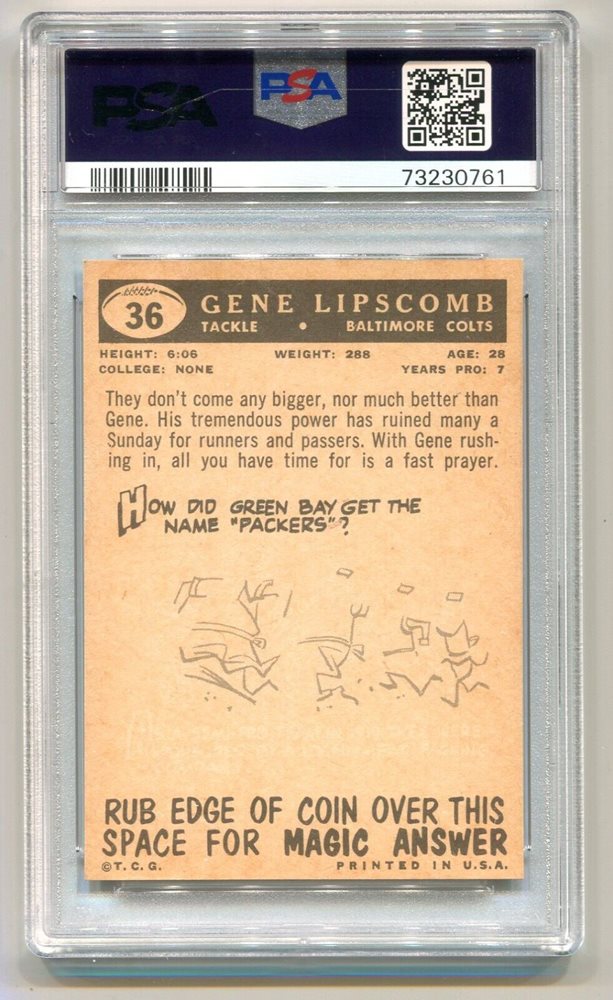 PSA
PSA
73230761
36
GENE LIPSCOMB
TACKLE • BALTIMORE COLTS
HEIGHT: 6:06 WEIGHT: 288 AGE: 28
COLLEGE: NONE YEARS PRO: 7
They don't come any bigger, nor much better than
Gene. His tremendous power has ruined many a
Sunday for runners and passers. With Gene rush-
ing in, all you have time for is a fast prayer.
HOW DID GREEN BAY GET THE
NAME "PACKERS"?
RUB EDGE OF COIN OVER THIS
SPACE FOR MAGIC ANSWER
©T.C.G. PRINTED IN U.S.A.